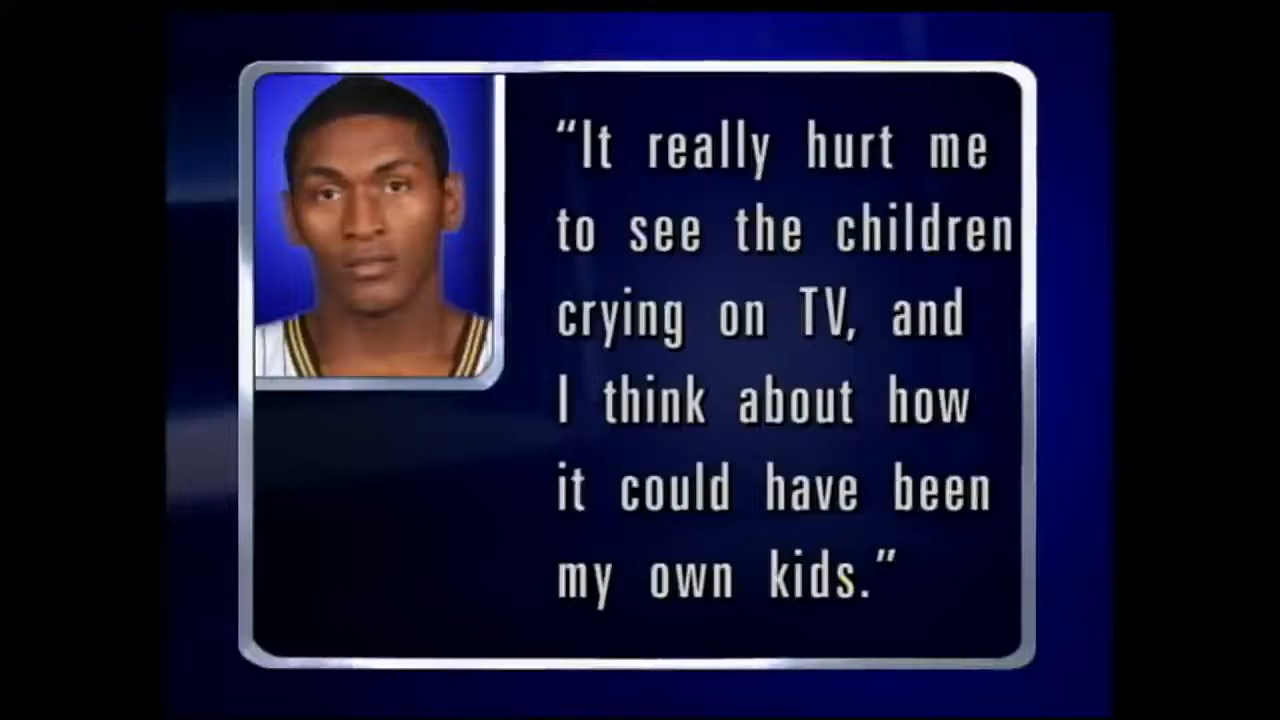 “It really hurt me
to see the children
crying on TV, and
I think about how
it could have been
my own kids.”